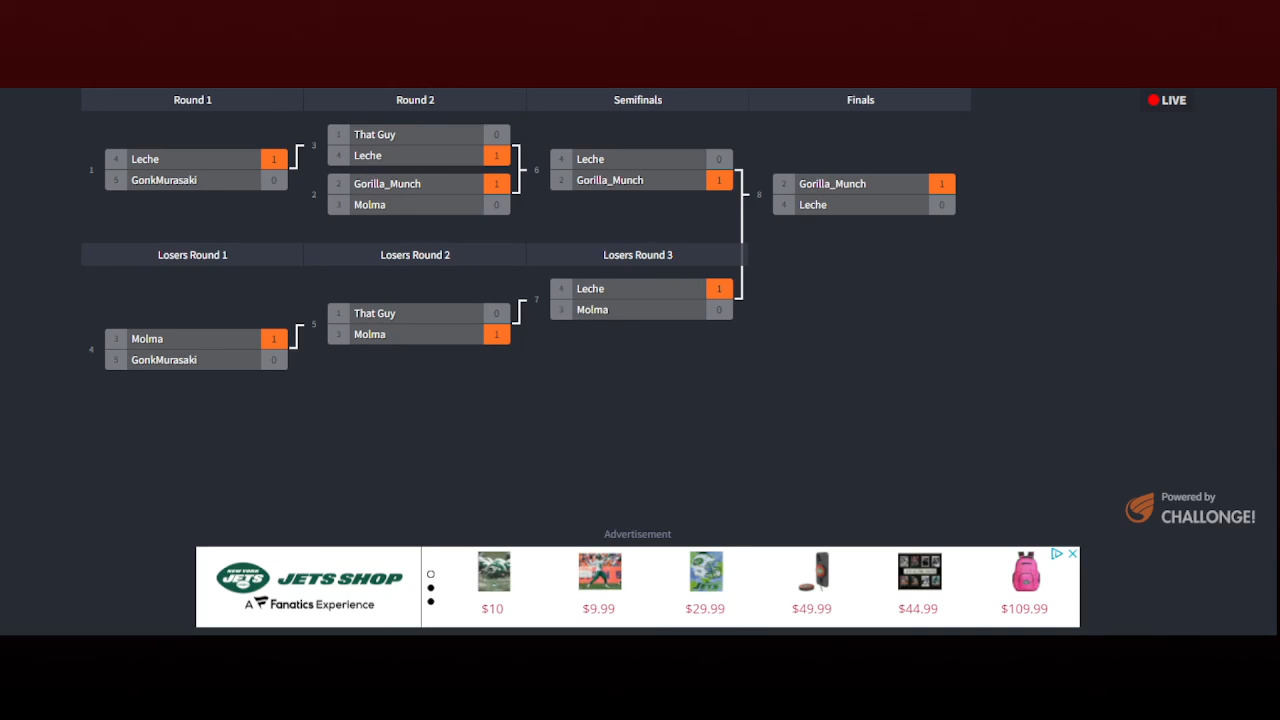 Round 1
Round 2
Semifinals
Finals
LIVE
1
4 Leche 1
5 GonkMurasaki 0
3
1 That Guy 0
4 Leche 1
2
2 Gorilla_Munch 1
3 Molma 0
6
4 Leche 0
2 Gorilla_Munch 1
8
2 Gorilla_Munch 1
4 Leche 0
Losers Round 1
Losers Round 2
Losers Round 3
4
3 Molma 1
5 GonkMurasaki 0
5
1 That Guy 0
3 Molma 1
7
4 Leche 1
3 Molma 0
Powered by
CHALLONGE!
Advertisement
NEW YORK
JETS
JETS SHOP
A Fanatics Experience
$10
$9.99
$29.99
$49.99
$44.99
$109.99